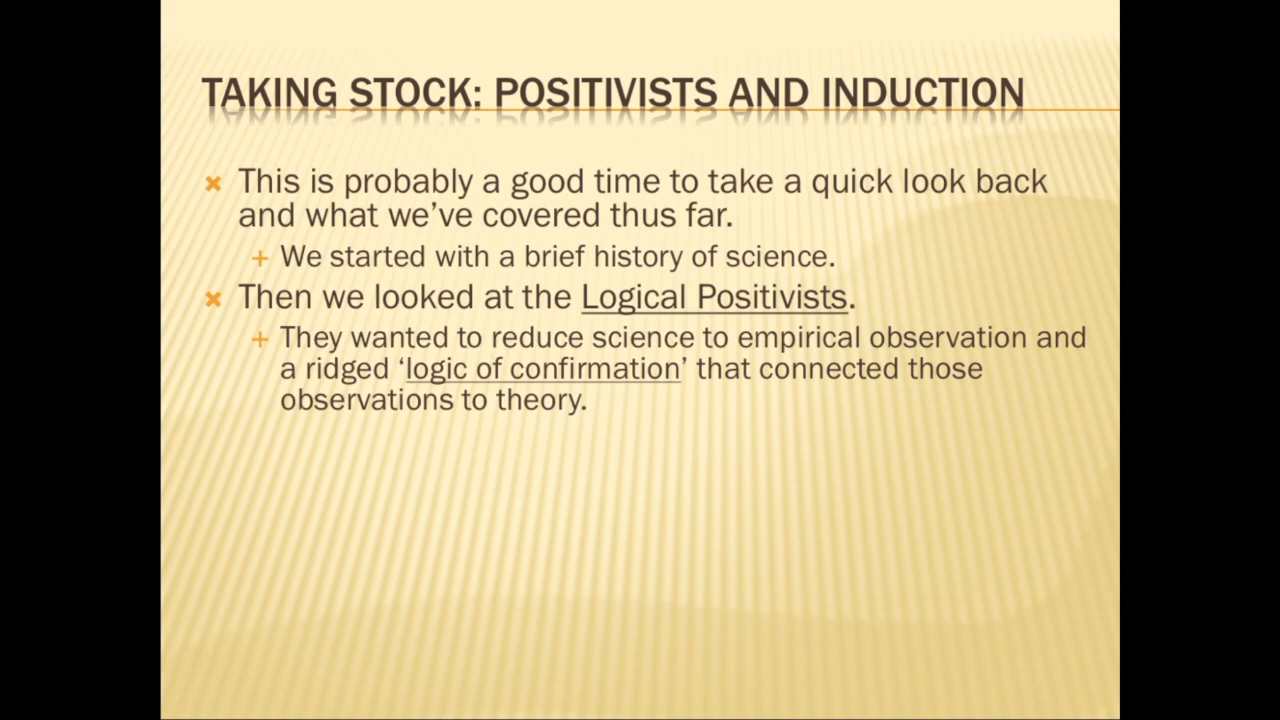 TAKING STOCK: POSITIVISTS AND INDUCTION
This is probably a good time to take a quick look back
and what we’ve covered thus far.
We started with a brief history of science.
Then we looked at the Logical Positivists.
They wanted to reduce science to empirical observation and
a ridged ‘logic of confirmation’ that connected those
observations to theory.